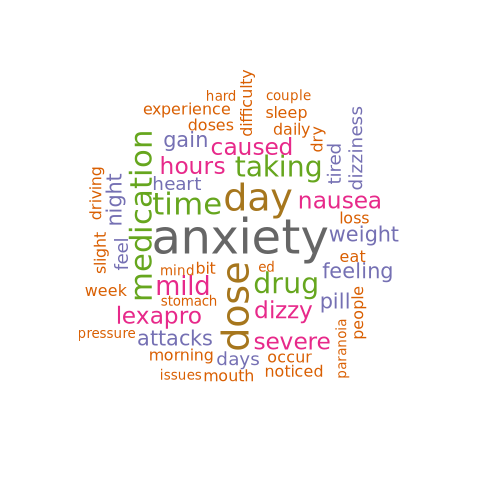 hard
couple
difficulty
experience
sleep
doses
daily
dry
dizziness
gain
caused
tired
medication
hours
taking
heart
nausea
driving
night
time
day
loss
anxiety
weight
slight
feel
eat
mind
bit
ed
feeling
mild
dose
drug
week
stomach
pill
people
lexapro
dizzy
pressure
attacks
severe
paranoia
morning
days
occur
issues
mouth
noticed